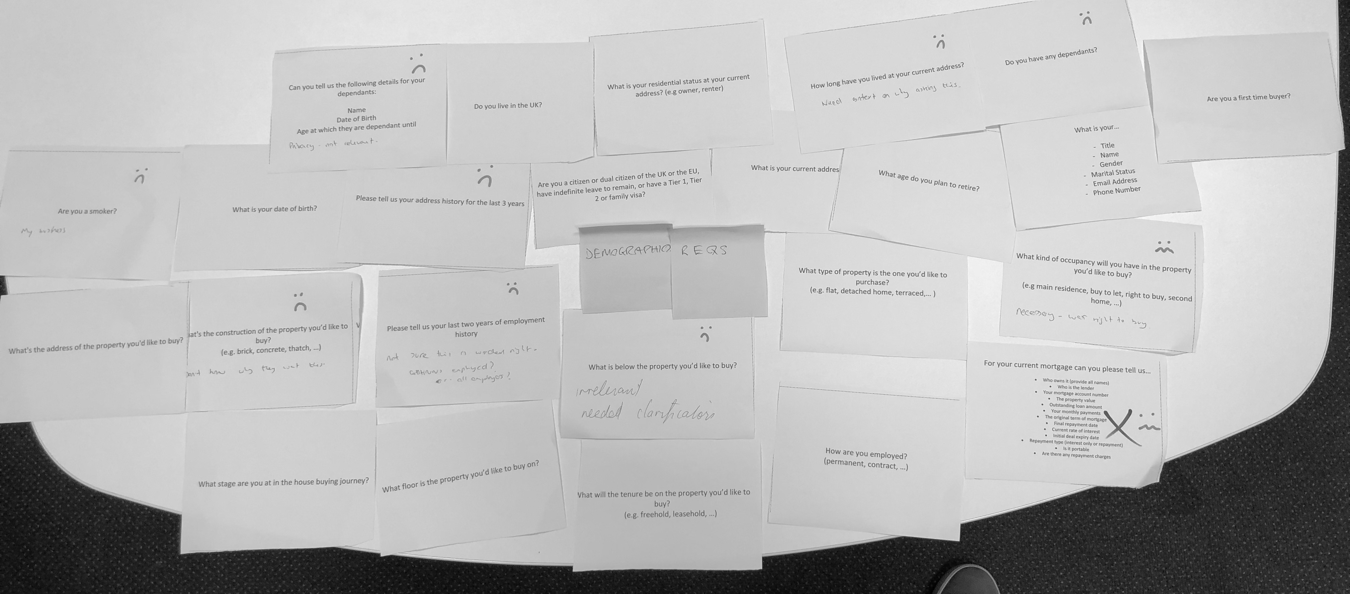 Can you tell us the following details for your
dependants:
Name
Date of Birth
Age at which they are dependant until
Privacy - not relevant.
Do you live in the UK?
What is your residential status at your current
address? (e.g owner, renter)
How long have you lived at your current address?
Need context on why asking this.
Do you have any dependants?
Are you a first time buyer?
Are you a smoker?
My
What is your date of birth?
Please tell us your address history for the last 3 years
Are you a citizen or dual citizen of the UK or the EU,
have indefinite leave to remain, or have a Tier 1, Tier
2 or family visa?
What is your current addres
What age do you plan to retire?
What is your...
- Title
- Name
- Gender
- Marital Status
- Email Address
- Phone Number
DEMOGRAPHIC REQS
What's the address of the property you'd like to buy?
at's the construction of the property you'd like to
buy?
(e.g. brick, concrete, thatch, ...)
how why they want
Please tell us your last two years of employment
history
not sure this is worded right.
employed?
all employers?
What is below the property you'd like to buy?
irrelevant
needed clarification
What type of property is the one you'd like to
purchase?
(e.g. flat, detached home, terraced,... )
What kind of occupancy will you have in the property
you'd like to buy?
(e.g main residence, buy to let, right to buy, second
home, ...)
necessary - right to buy
For your current mortgage can you please tell us...
• Who owns it (provide all names)
• Who is the lender
• Your mortgage account number
• The property value
• Outstanding loan amount
• Your monthly payments
• The original term of mortgage
• Final repayment date
• Current rate of interest
• Initial deal expiry date
• Repayment type (interest only or repayment)
• Is it portable
• Are there any repayment charges
What stage are you at in the house buying journey?
What floor is the property you'd like to buy on?
What will the tenure be on the property you'd like to
buy?
(e.g. freehold, leasehold, ...)
How are you employed?
(permanent, contract, ...)